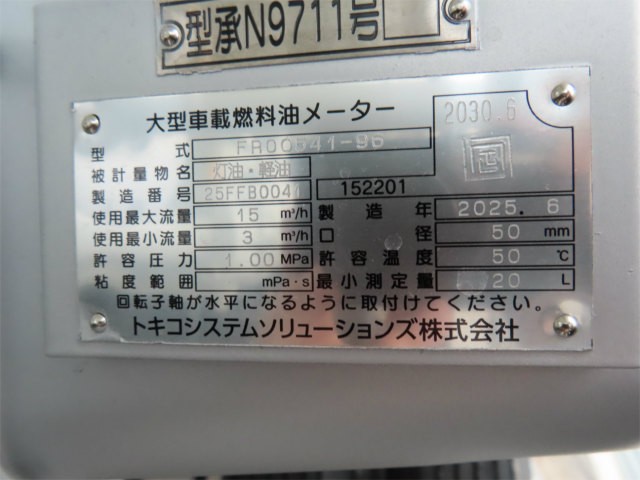 型承N9711号
大型車載燃料油メーター
2030.6
型式 FR00541-96
被計量物名 灯油・軽油
製造番号 25FFB0041 152201
使用最大流量 15 m³/h 製造年 2025.6
使用最小流量 3 m³/h 口径 50 mm
許容圧力 1.00 MPa 許容温度 50 ℃
粘度範囲 mPa・s 最小測定量 20 L
回転子軸が水平になるように取付けてください。
トキコシステムソリューションズ株式会社